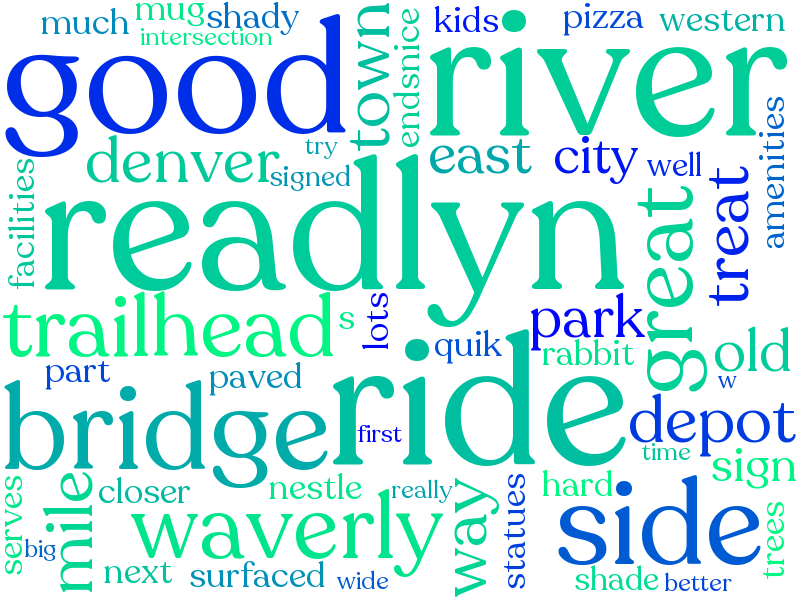 much
mug
shady
intersection
good
town
endsnice
kids
river
pizza
western
denver
try
signed
east
city
well
amenities
facilities
readlyn
great
treat
trailhead
s
lots
quik
park
rabbit
old
w
part
paved
bridge
first
ride
depot
time
sign
serves
big
mile
closer
nestle
really
waverly
way
statues
hard
side
trees
next
surfaced
wide
shade
better